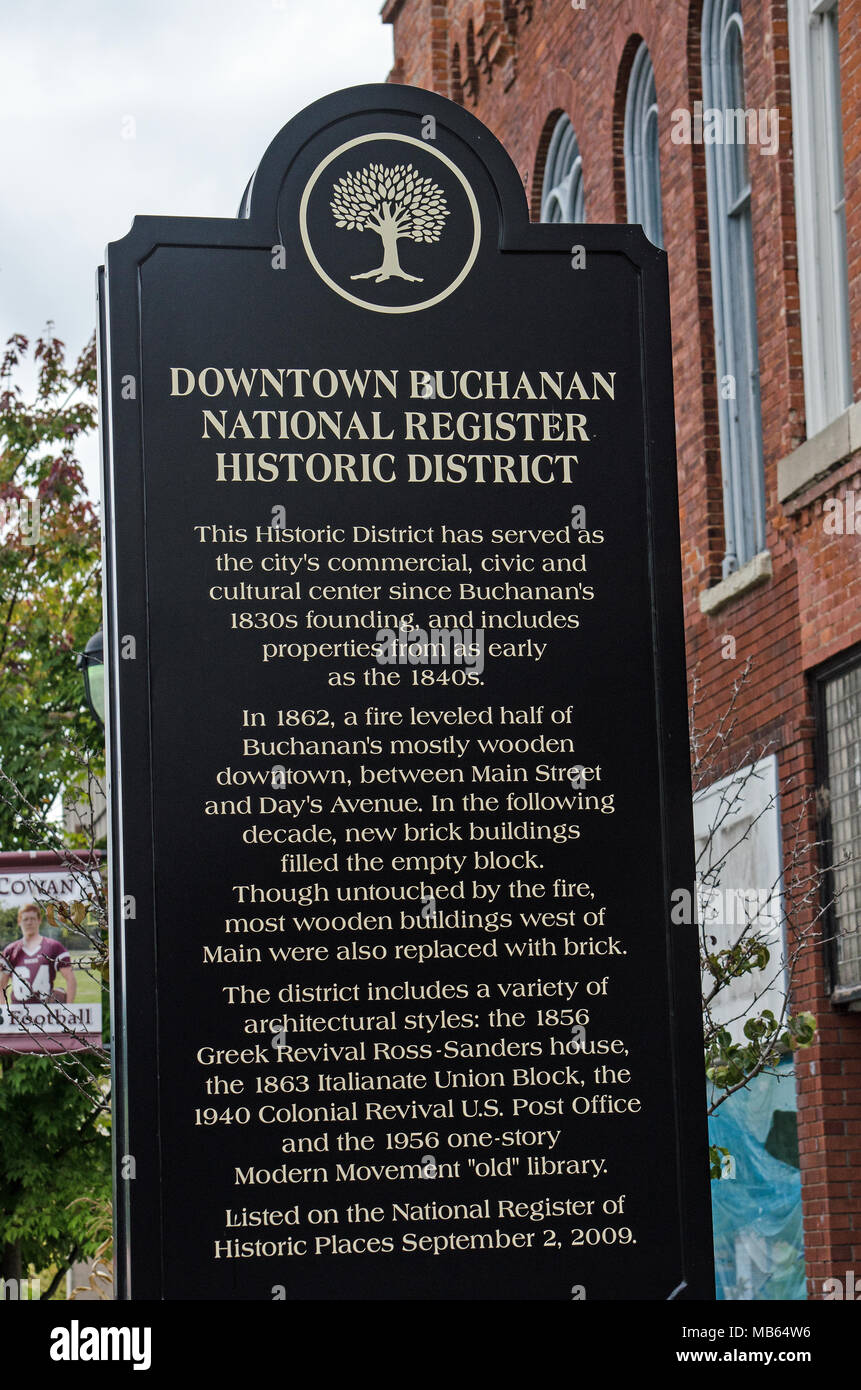 DOWNTOWN BUCHANAN
NATIONAL REGISTER
HISTORIC DISTRICT
This Historic District has served as
the city's commercial, civic and
cultural center since Buchanan's
1830s founding, and includes
properties from as early
as the 1840s.
In 1862, a fire leveled half of
Buchanan's mostly wooden
downtown, between Main Street
and Day's Avenue. In the following
decade, new brick buildings
filled the empty block.
Though untouched by the fire,
most wooden buildings west of
Main were also replaced with brick.
The district includes a variety of
architectural styles: the 1856
Greek Revival Ross-Sanders house,
the 1863 Italianate Union Block, the
1940 Colonial Revival U.S. Post Office
and the 1956 one-story
Modern Movement "old" library.
Listed on the National Register of
Historic Places September 2, 2009.
COWAN
Football
alamy
alamy
Image ID: MB64W6
www.alamy.com